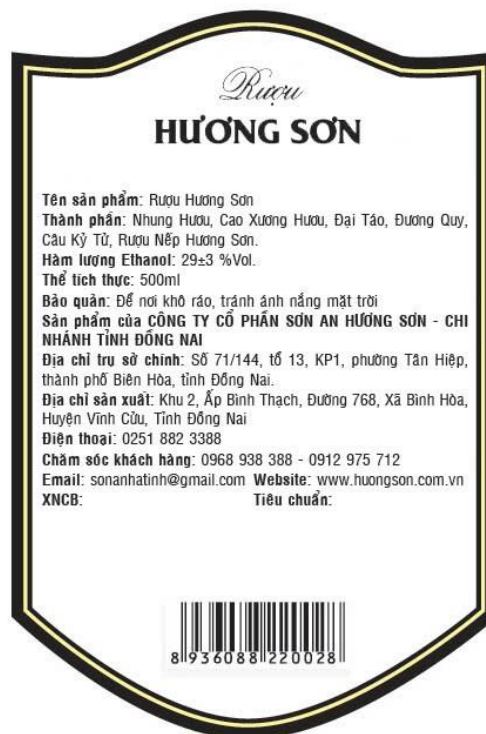 Rượu
HƯƠNG SƠN
Tên sản phẩm: Rượu Hương Sơn
Thành phần: Nhung Hươu, Cao Xương Hươu, Đại Táo, Đương Quy,
Câu Kỷ Tử, Rượu Nếp Hương Sơn.
Hàm lượng Ethanol: 29±3 %Vol.
Thể tích thực: 500ml
Bảo quản: Để nơi khô ráo, tránh ánh nắng mặt trời
Sản phẩm của CÔNG TY CỔ PHẦN SƠN AN HƯƠNG SƠN - CHI
NHÁNH TỈNH ĐỒNG NAI
Địa chỉ trụ sở chính: Số 71/144, tổ 13, KP1, phường Tân Hiệp,
thành phố Biên Hòa, tỉnh Đồng Nai.
Địa chỉ sản xuất: Khu 2, Ấp Bình Thạch, Đường 768, Xã Bình Hòa,
Huyện Vĩnh Cửu, Tỉnh Đồng Nai
Điện thoại: 0251 882 3388
Chăm sóc khách hàng: 0968 938 388 - 0912 975 712
Email: sonanhatinh@gmail.com Website: www.huongson.com.vn
XNCB: Tiêu chuẩn:
8 936088 220028